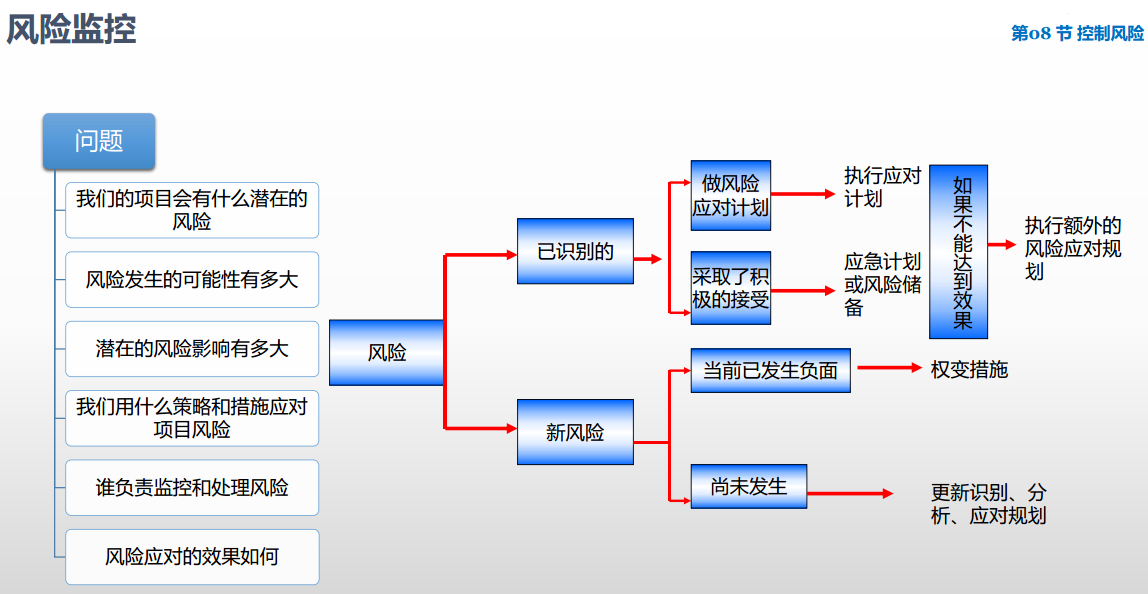 风险监控
第08 节 控制风险
问题
我们的项目会有什么潜在的
风险
风险发生的可能性有多大
潜在的风险影响有多大
我们用什么策略和措施应对
项目风险
谁负责监控和处理风险
风险应对的效果如何
风险
已识别的
新风险
做风险
应对计划
执行应对
计划
采取了积
极的接受
应急计划
或风险储
备
如果不能达到效果
执行额外的
风险应对规
划
当前已发生负面
权变措施
尚未发生
更新识别、分
析、应对规划